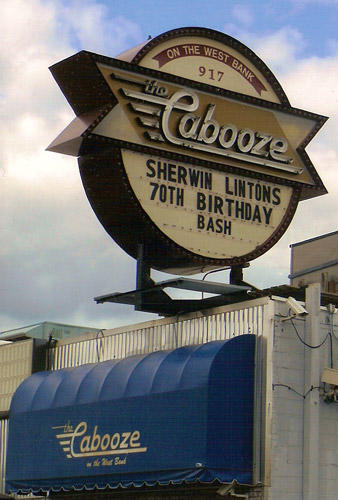 ON THE WEST BANK
917
the
Cabooze
SHERWIN LINTONS
70TH BIRTHDAY
BASH
the
Cabooze
on the West Bank